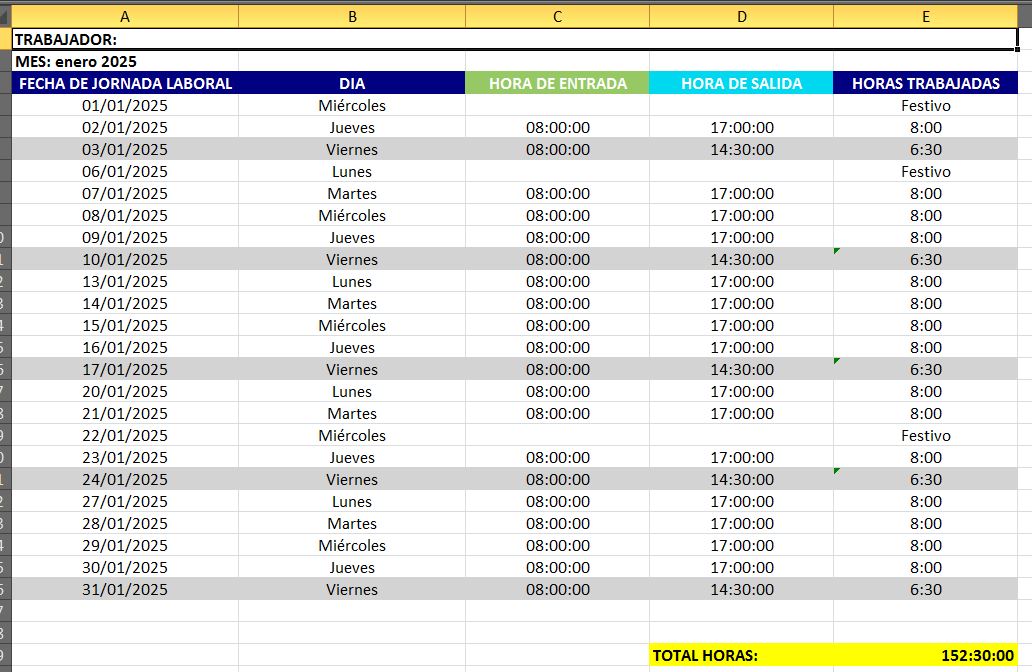 A B C D E
TRABAJADOR:
MES: enero 2025
FECHA DE JORNADA LABORAL DIA HORA DE ENTRADA HORA DE SALIDA HORAS TRABAJADAS
01/01/2025 Miércoles Festivo
02/01/2025 Jueves 08:00:00 17:00:00 8:00
03/01/2025 Viernes 08:00:00 14:30:00 6:30
06/01/2025 Lunes Festivo
07/01/2025 Martes 08:00:00 17:00:00 8:00
08/01/2025 Miércoles 08:00:00 17:00:00 8:00
09/01/2025 Jueves 08:00:00 17:00:00 8:00
10/01/2025 Viernes 08:00:00 14:30:00 6:30
13/01/2025 Lunes 08:00:00 17:00:00 8:00
14/01/2025 Martes 08:00:00 17:00:00 8:00
15/01/2025 Miércoles 08:00:00 17:00:00 8:00
16/01/2025 Jueves 08:00:00 17:00:00 8:00
17/01/2025 Viernes 08:00:00 14:30:00 6:30
20/01/2025 Lunes 08:00:00 17:00:00 8:00
21/01/2025 Martes 08:00:00 17:00:00 8:00
22/01/2025 Miércoles Festivo
23/01/2025 Jueves 08:00:00 17:00:00 8:00
24/01/2025 Viernes 08:00:00 14:30:00 6:30
27/01/2025 Lunes 08:00:00 17:00:00 8:00
28/01/2025 Martes 08:00:00 17:00:00 8:00
29/01/2025 Miércoles 08:00:00 17:00:00 8:00
30/01/2025 Jueves 08:00:00 17:00:00 8:00
31/01/2025 Viernes 08:00:00 14:30:00 6:30
TOTAL HORAS: 152:30:00